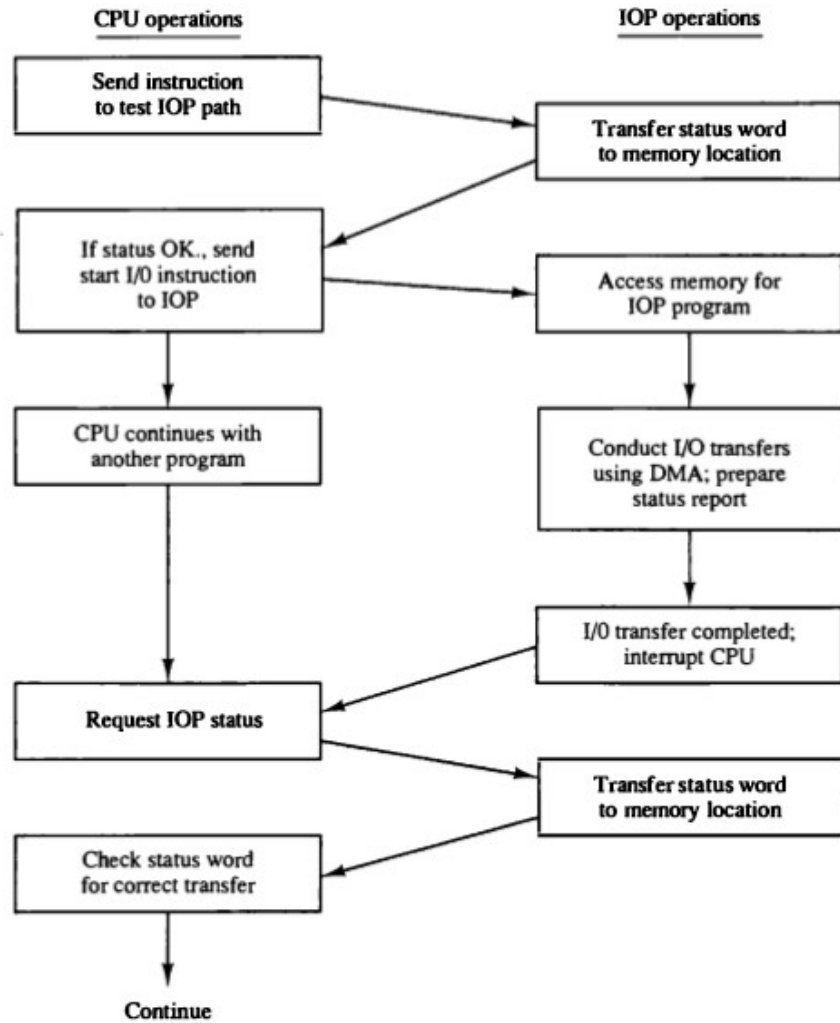 CPU operations
IOP operations
Send instruction
to test IOP path
Transfer status word
to memory location
If status OK., send
start I/0 instruction
to IOP
Access memory for
IOP program
CPU continues with
another program
Conduct I/O transfers
using DMA; prepare
status report
I/0 transfer completed;
interrupt CPU
Request IOP status
Transfer status word
to memory location
Check status word
for correct transfer
Continue